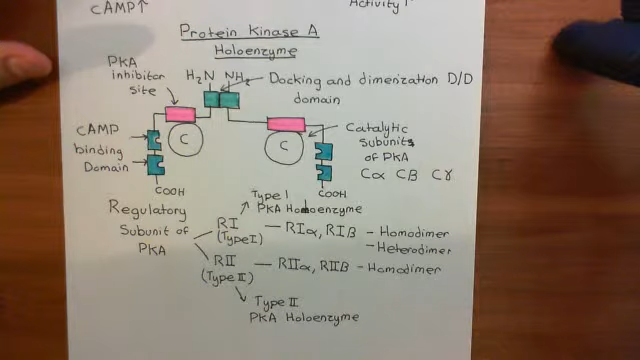 cAMP↑
Activity↑
Protein Kinase A
Holoenzyme
PKA
inhibitor
site
H₂N NH₂
Docking and dimerization D/D
domain
cAMP
binding
Domain
C
C
Catalytic
Subunits
of PKA
Cα Cβ Cγ
COOH
COOH
Regulatory
Subunit of
PKA
Type I
PKA Holoenzyme
RI
(Type I)
— RIα, RIβ – Homodimer
– Heterodimer
RII
(Type II)
— RIIα, RIIβ – Homodimer
Type II
PKA Holoenzyme